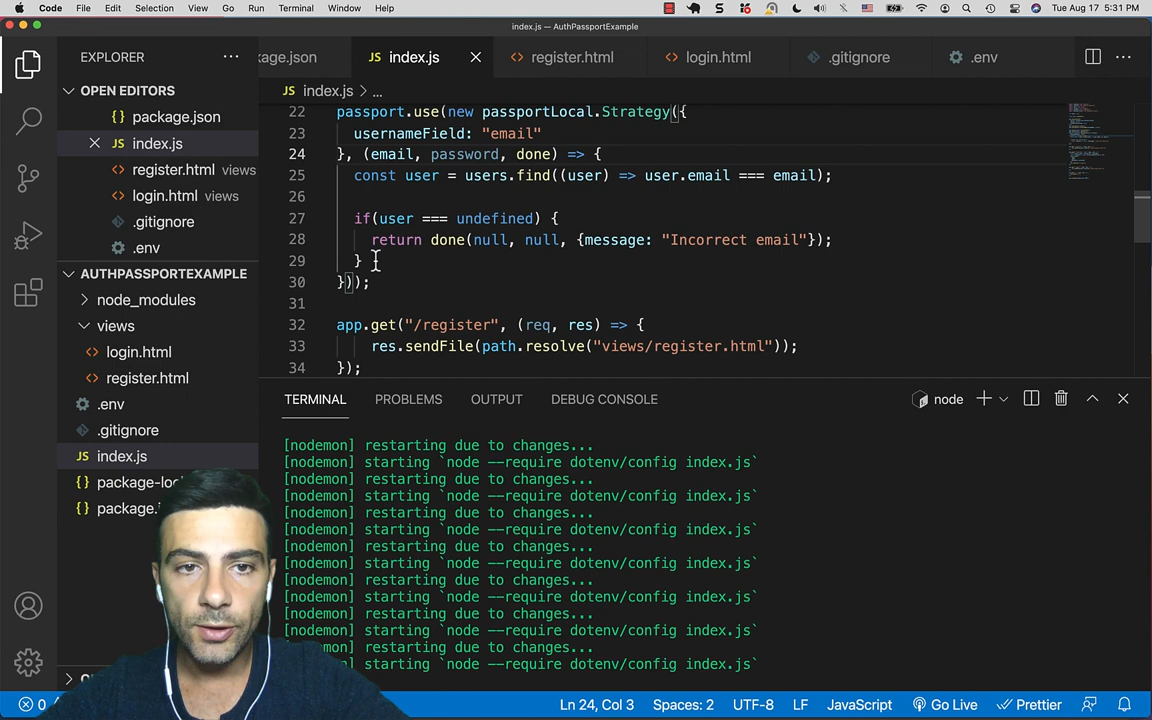 Code File Edit Selection View Go Run Terminal Window Help Tue Aug 17 5:31 PM
index.js — AuthPassportExample
EXPLORER
kage.json index.js register.html login.html .gitignore .env
OPEN EDITORS
package.json
index.js
register.html views
login.html views
.gitignore
.env
AUTHPASSPORTEXAMPLE
node_modules
views
login.html
register.html
.env
.gitignore
JS index.js
{} package-loc
{} package.j
JS index.js > ...
22 passport.use(new passportLocal.Strategy({
23 usernameField: "email"
24 }, (email, password, done) => {
25 const user = users.find((user) => user.email === email);
26
27 if(user === undefined) {
28 return done(null, null, {message: "Incorrect email"});
29 }
30 }));
31
32 app.get("/register", (req, res) => {
33 res.sendFile(path.resolve("views/register.html"));
34 });
TERMINAL PROBLEMS OUTPUT DEBUG CONSOLE node
[nodemon] restarting due to changes...
[nodemon] starting `node --require dotenv/config index.js`
[nodemon] restarting due to changes...
[nodemon] starting `node --require dotenv/config index.js`
[nodemon] restarting due to changes...
[nodemon] starting `node --require dotenv/config index.js`
[nodemon] restarting due to changes...
[nodemon] starting `node --require dotenv/config index.js`
[nodemon] restarting due to changes...
[nodemon] starting `node --require dotenv/config index.js`
[nodemon] restarting due to changes...
[nodemon] starting `node --require dotenv/config index.js`
[nodemon] restarting due to changes...
[nodemon] starting `node --require dotenv/config index.js`
0 Ln 24, Col 3 Spaces: 2 UTF-8 LF JavaScript Go Live Prettier